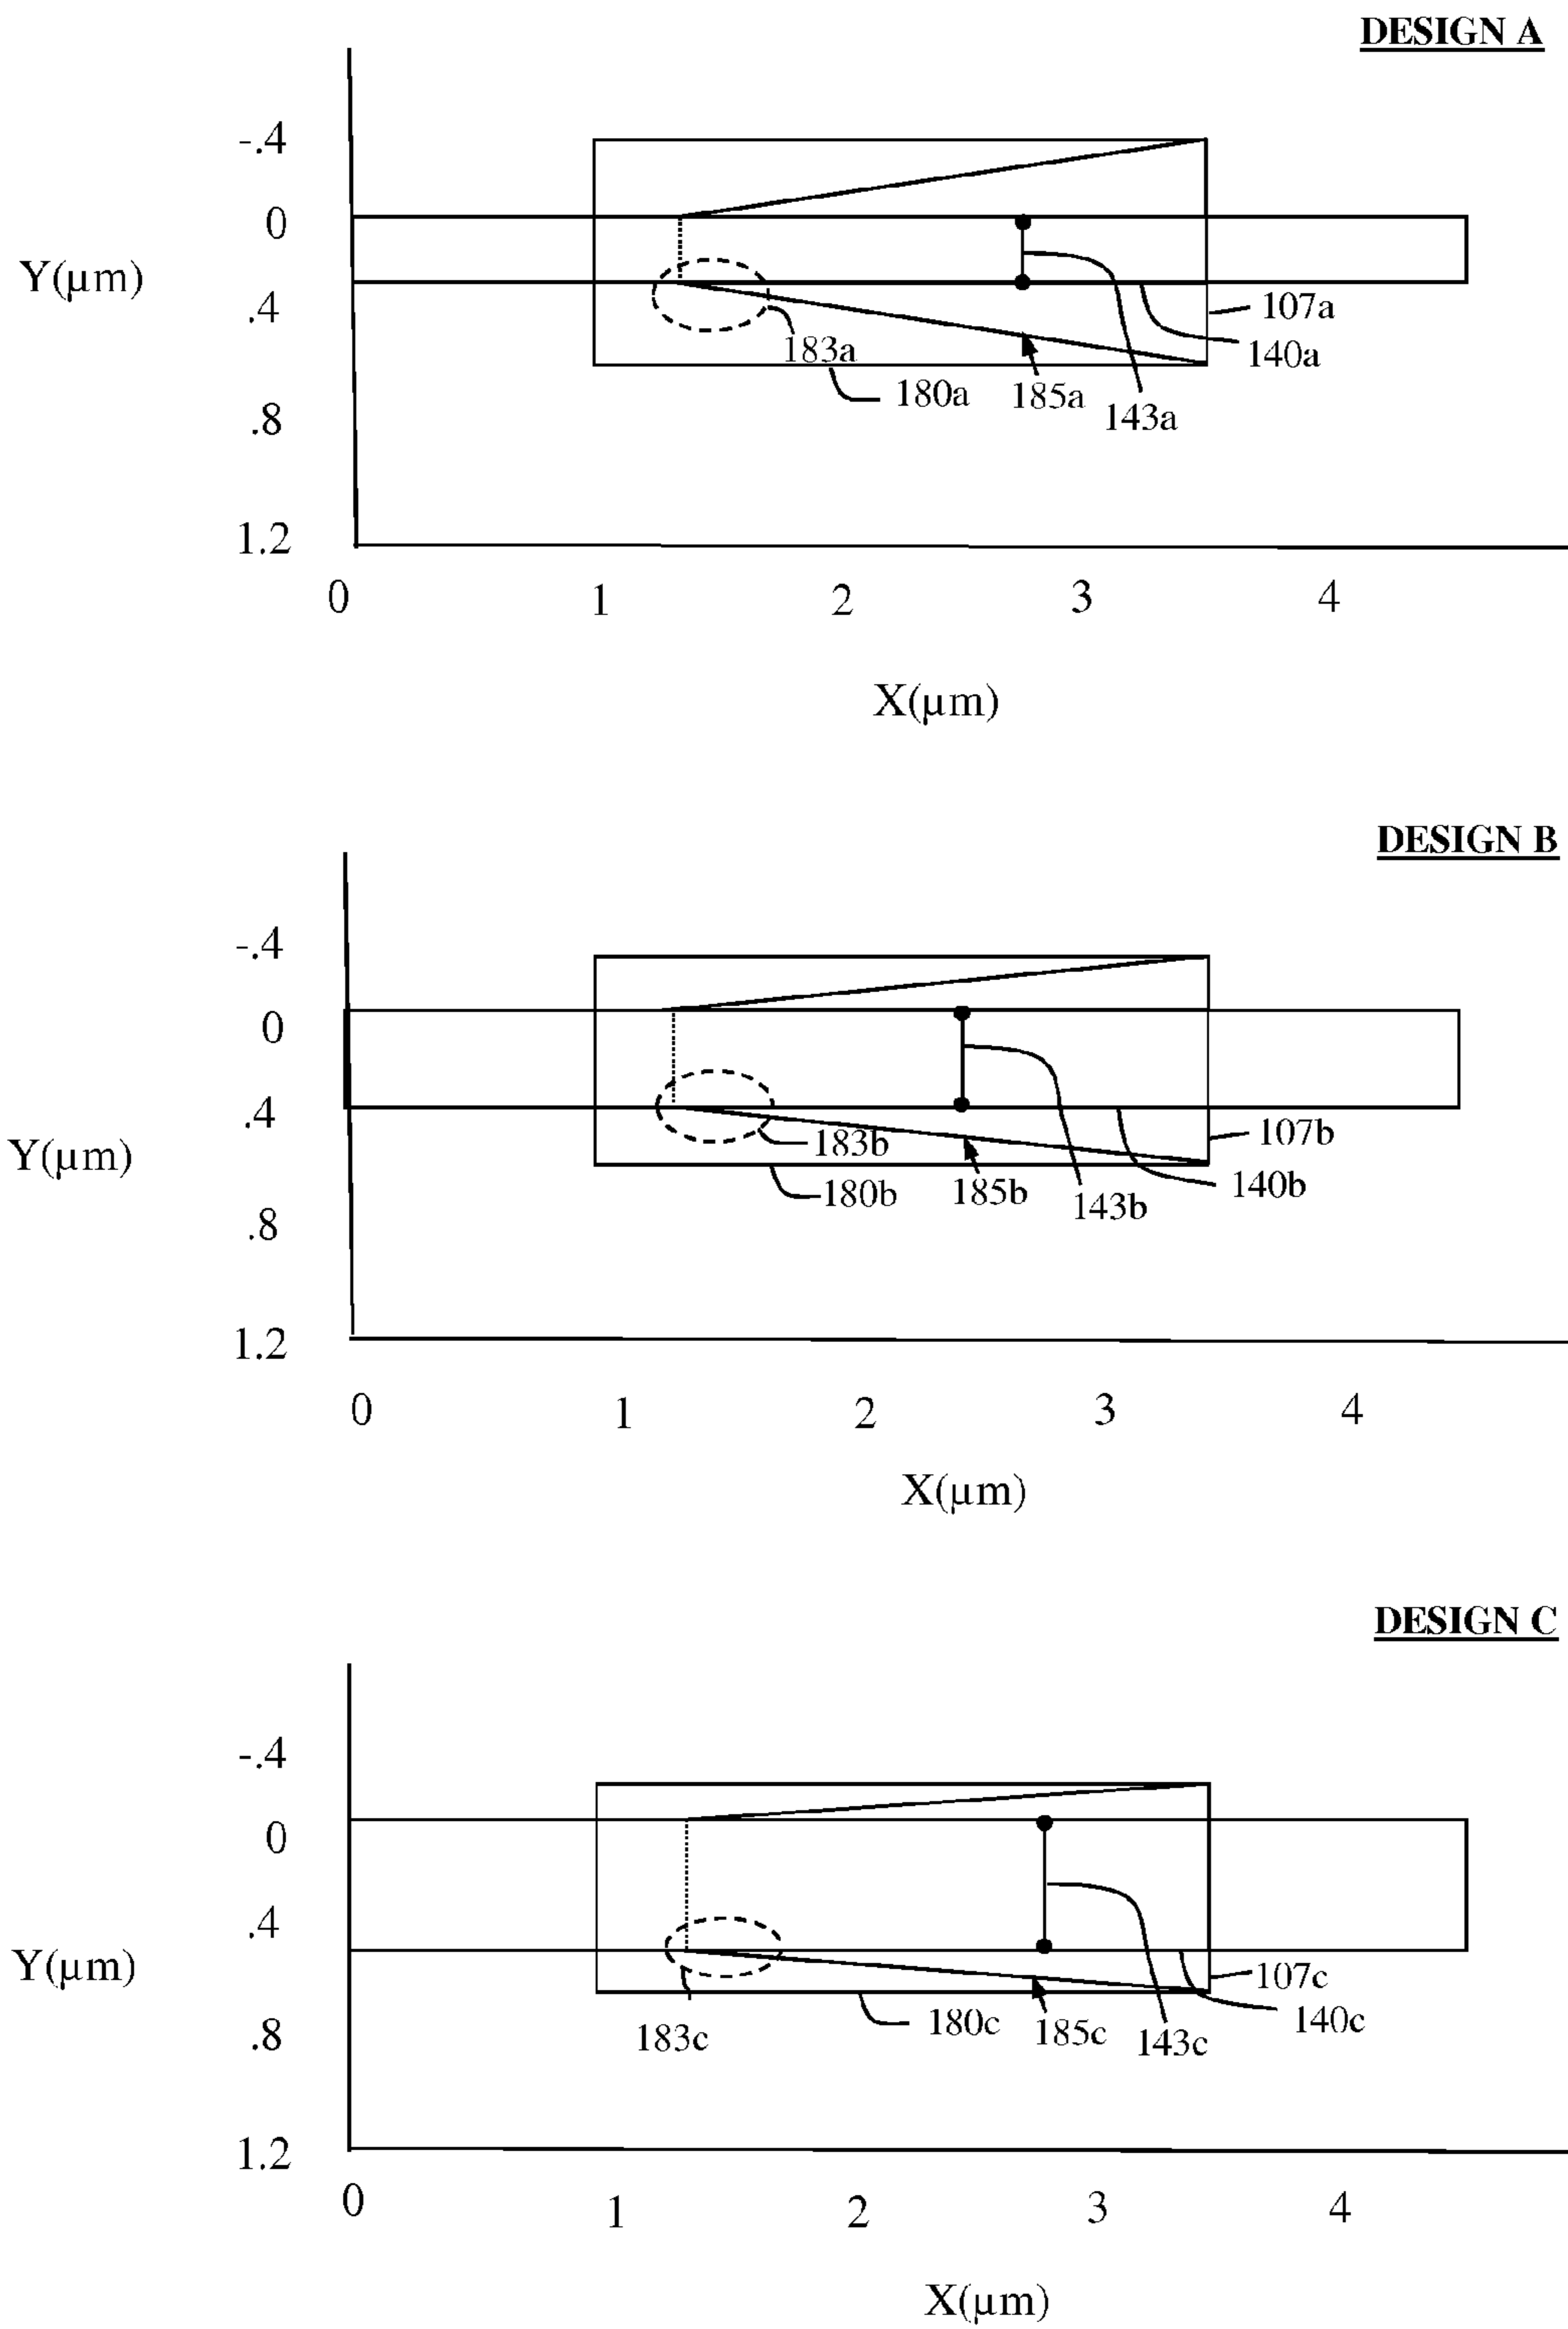 DESIGN A
-.4
0
Y(µm)
.4
107a
183a
140a
180a
185a
143a
.8
1.2
0 1 2 3 4
X(µm)
DESIGN B
-.4
0
.4
Y(µm)
107b
183b
140b
180b
185b
143b
.8
1.2
0 1 2 3 4
X(µm)
DESIGN C
-.4
0
.4
Y(µm)
107c
140c
180c
185c
143c
183c
.8
1.2
0 1 2 3 4
X(µm)